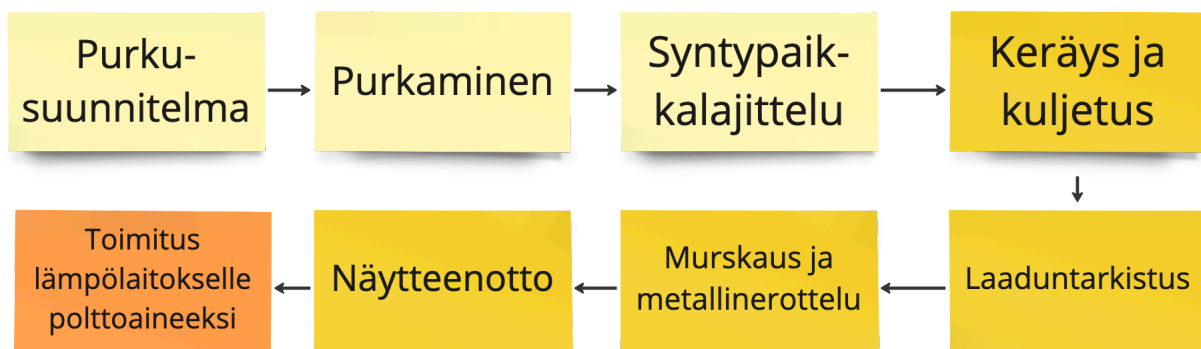 Purku-
suunnitelma
Purkaminen
Syntypaik-
kalajittelu
Keräys ja
kuljetus
Laaduntarkistus
Murskaus ja
metallinerottelu
Näytteenotto
Toimitus
lämpölaitokselle
polttoaineeksi